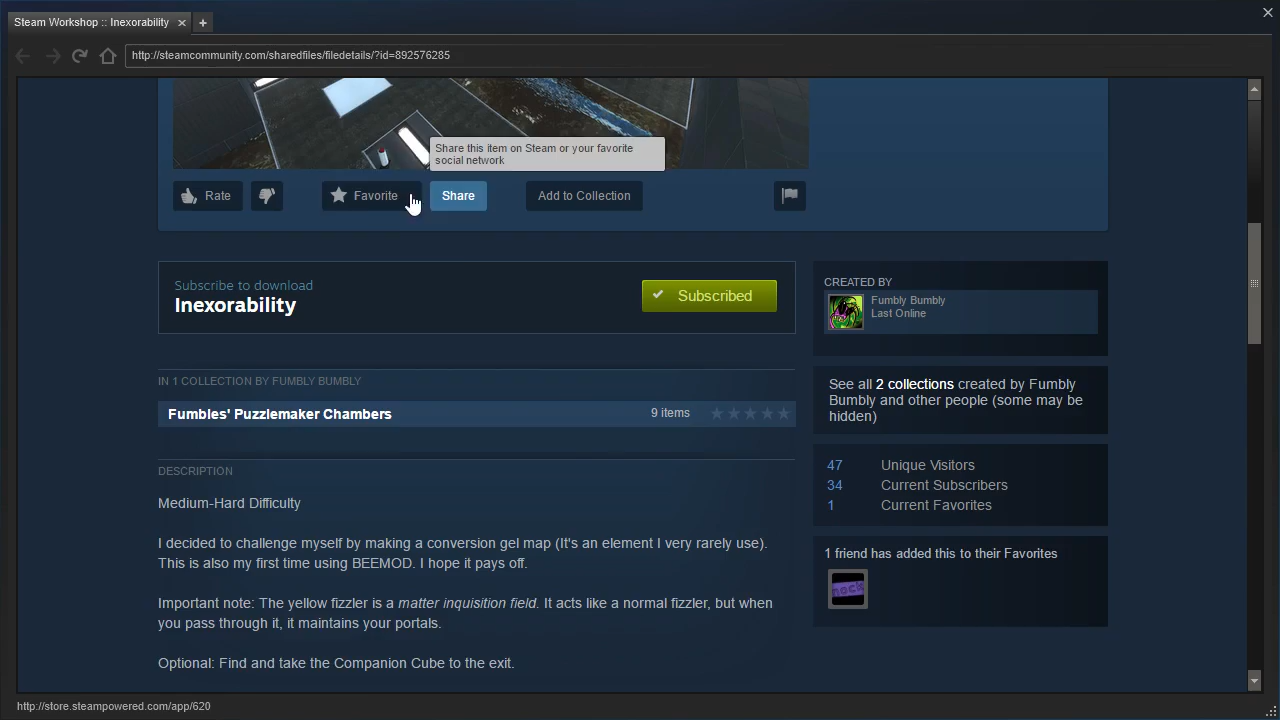 Steam Workshop :: Inexorability
http://steamcommunity.com/sharedfiles/filedetails/?id=892576285
Share this item on Steam or your favorite
social network
Rate
Favorite
Share
Add to Collection
Subscribe to download
Inexorability
Subscribed
IN 1 COLLECTION BY FUMBLY BUMBLY
Fumbles' Puzzlemaker Chambers
9 items
DESCRIPTION
Medium-Hard Difficulty
I decided to challenge myself by making a conversion gel map (It's an element I very rarely use).
This is also my first time using BEEMOD. I hope it pays off.
Important note: The yellow fizzler is a matter inquisition field. It acts like a normal fizzler, but when
you pass through it, it maintains your portals.
Optional: Find and take the Companion Cube to the exit.
CREATED BY
Fumbly Bumbly
Last Online
See all 2 collections created by Fumbly
Bumbly and other people (some may be
hidden)
47 Unique Visitors
34 Current Subscribers
1 Current Favorites
1 friend has added this to their Favorites
http://store.steampowered.com/app/620